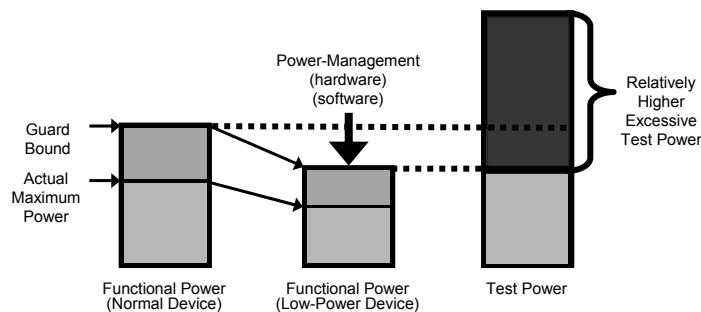 Power-Management
(hardware)
(software)
Guard
Bound
Actual
Maximum
Power
Relatively
Higher
Excessive
Test Power
Functional Power
(Normal Device)
Functional Power
(Low-Power Device)
Test Power